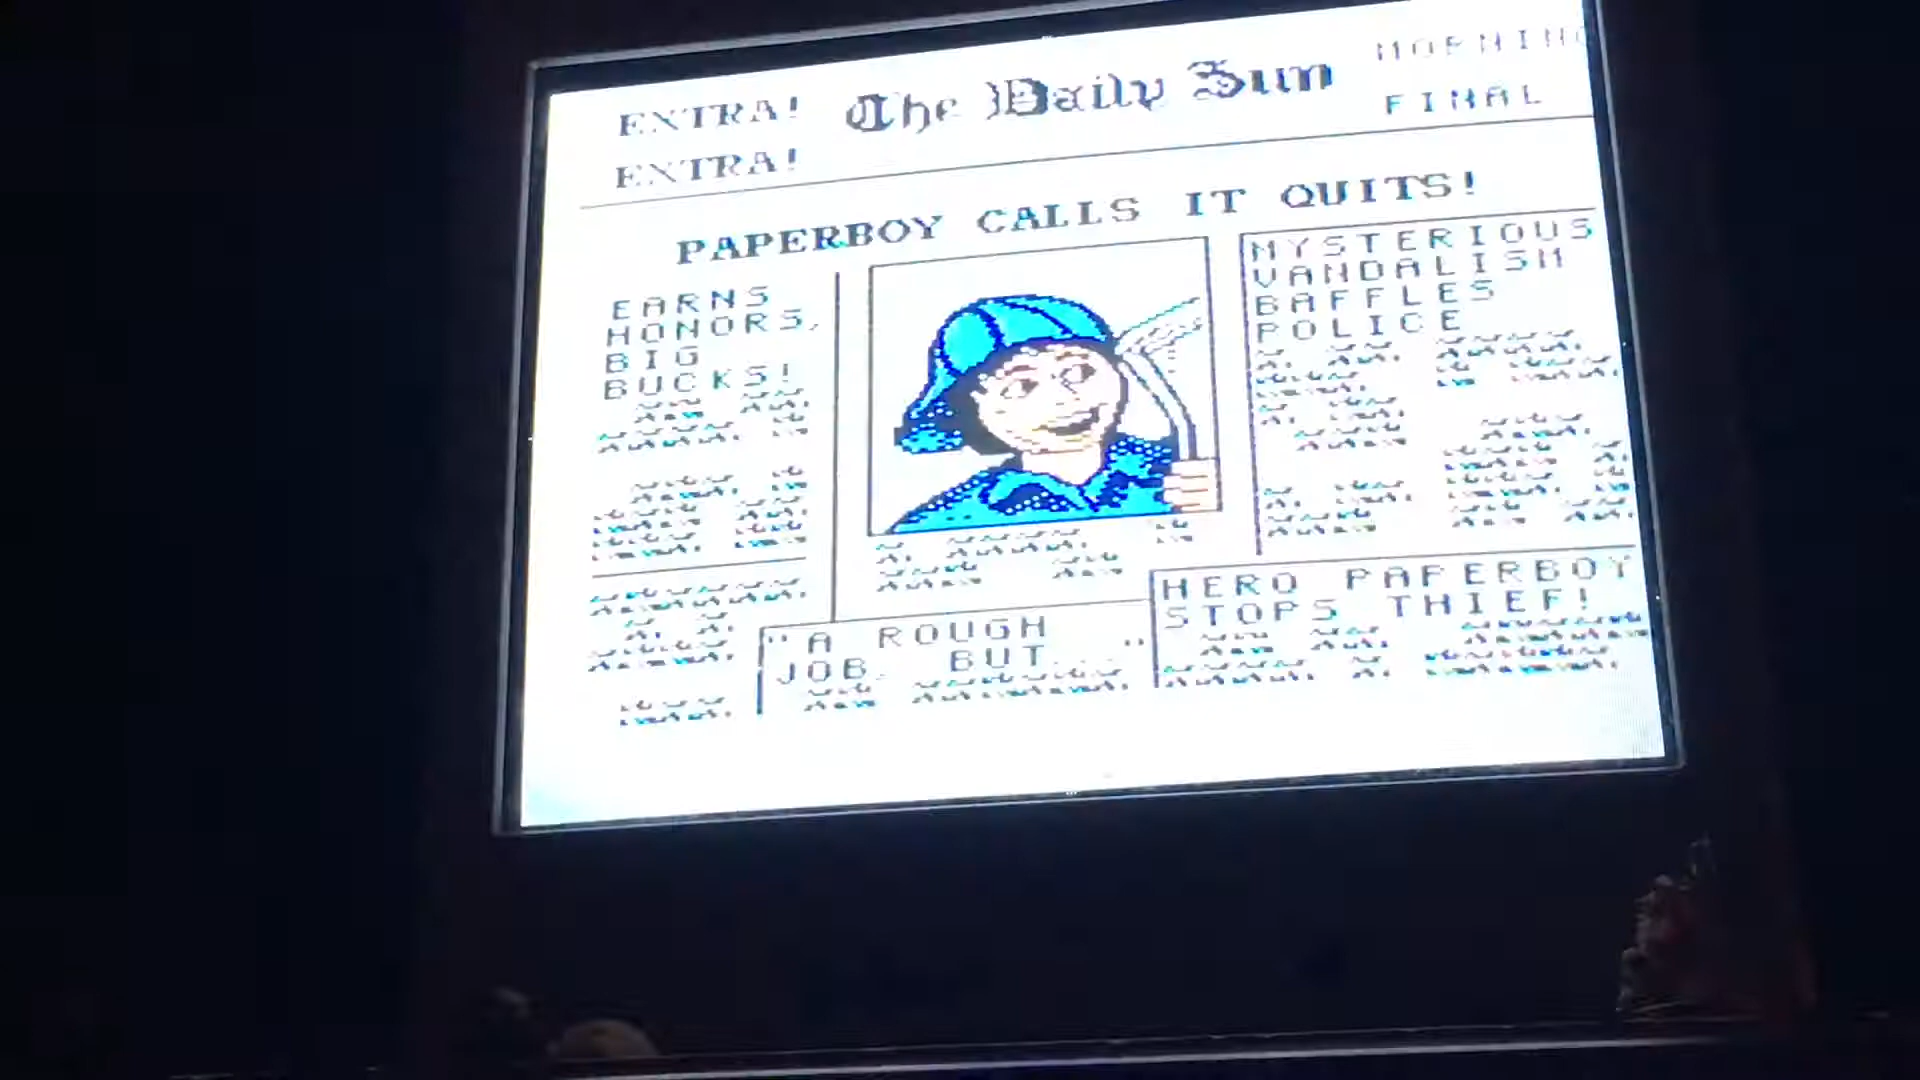 EXTRA! The Daily Sun MORNING
EXTRA! FINAL
PAPERBOY CALLS IT QUITS!
EARNS
HONORS,
BIG
BUCKS!
MYSTERIOUS
VANDALISM
BAFFLES
POLICE
"A ROUGH
JOB, BUT..."
HERO PAPERBOY
STOPS THIEF!